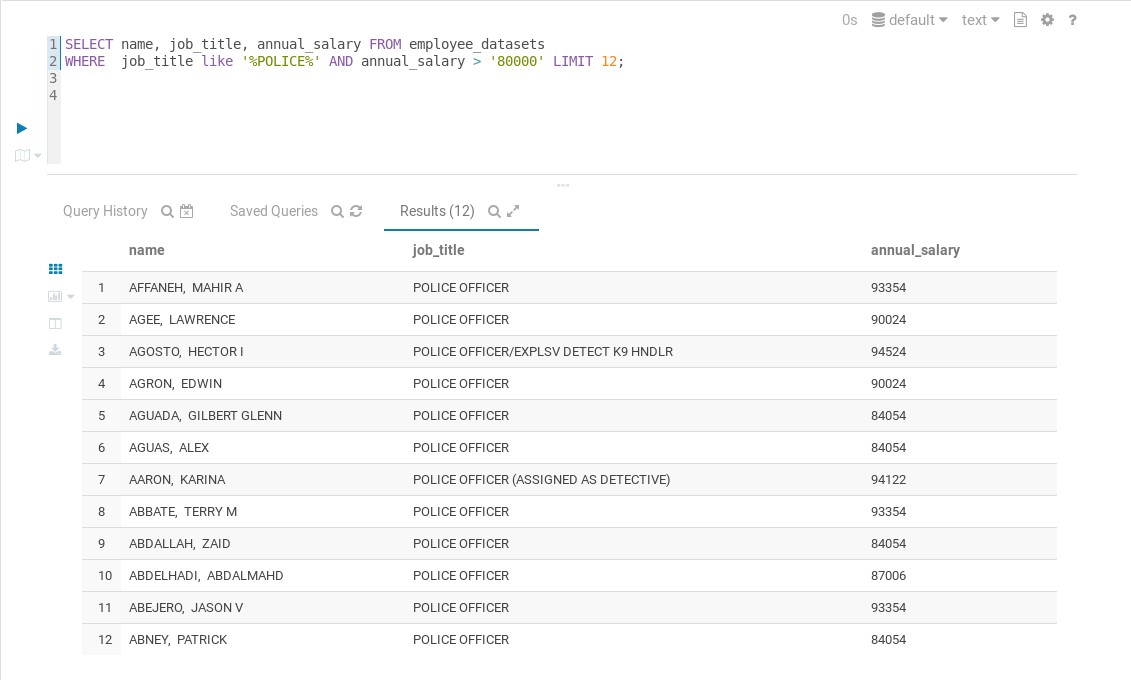 0s default text ?
1 SELECT name, job_title, annual_salary FROM employee_datasets
2 WHERE  job_title like '%POLICE%' AND annual_salary > '80000' LIMIT 12;
3
4
Query History Saved Queries Results (12)
name job_title annual_salary
1 AFFANEH,  MAHIR A POLICE OFFICER 93354
2 AGEE,  LAWRENCE POLICE OFFICER 90024
3 AGOSTO,  HECTOR I POLICE OFFICER/EXPLSV DETECT K9 HNDLR 94524
4 AGRON,  EDWIN POLICE OFFICER 90024
5 AGUADA,  GILBERT GLENN POLICE OFFICER 84054
6 AGUAS,  ALEX POLICE OFFICER 84054
7 AARON,  KARINA POLICE OFFICER (ASSIGNED AS DETECTIVE) 94122
8 ABBATE,  TERRY M POLICE OFFICER 93354
9 ABDALLAH,  ZAID POLICE OFFICER 84054
10 ABDELHADI,  ABDALMAHD POLICE OFFICER 87006
11 ABEJERO,  JASON V POLICE OFFICER 93354
12 ABNEY,  PATRICK POLICE OFFICER 84054